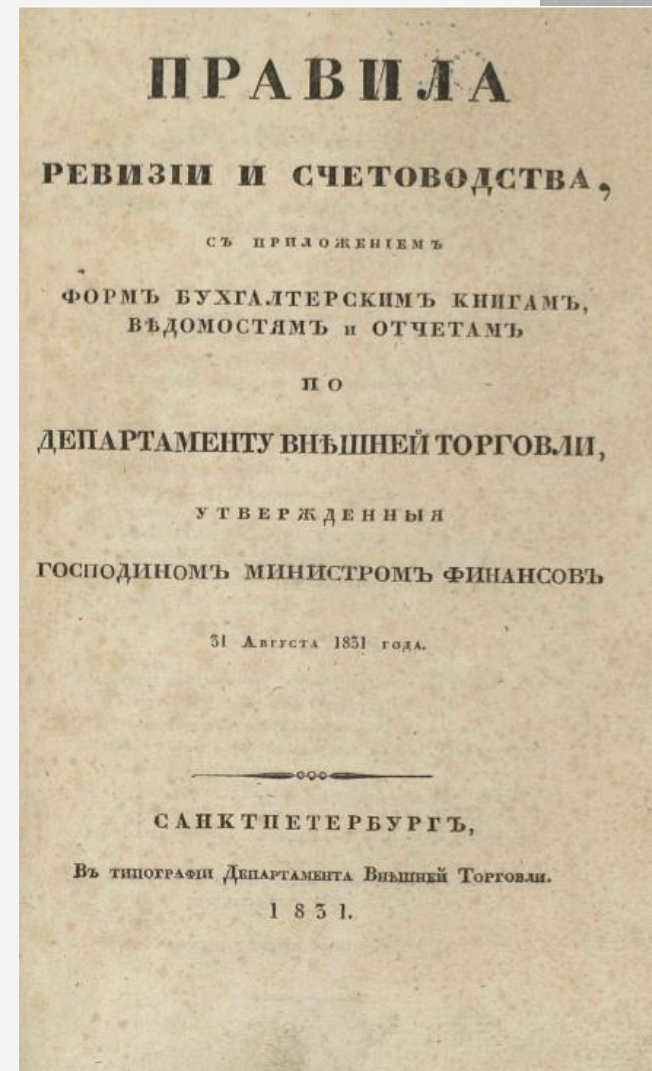 ПРАВИЛА
РЕВИЗІИ И СЧЕТОВОДСТВА,
СЪ ПРИЛОЖЕНІЕМЪ
ФОРМЪ БУХГАЛТЕРСКИМЪ КНИГАМЪ,
ВѢДОМОСТЯМЪ и ОТЧЕТАМЪ
ПО
ДЕПАРТАМЕНТУ ВНѢШНЕЙ ТОРГОВЛИ,
УТВЕРЖДЕННЫЯ
ГОСПОДИНОМЪ МИНИСТРОМЪ ФИНАНСОВЪ
31 Августа 1831 года.
САНКТПЕТЕРБУРГЪ,
Въ типографіи Департамента Внѣшней Торговли.
1831.